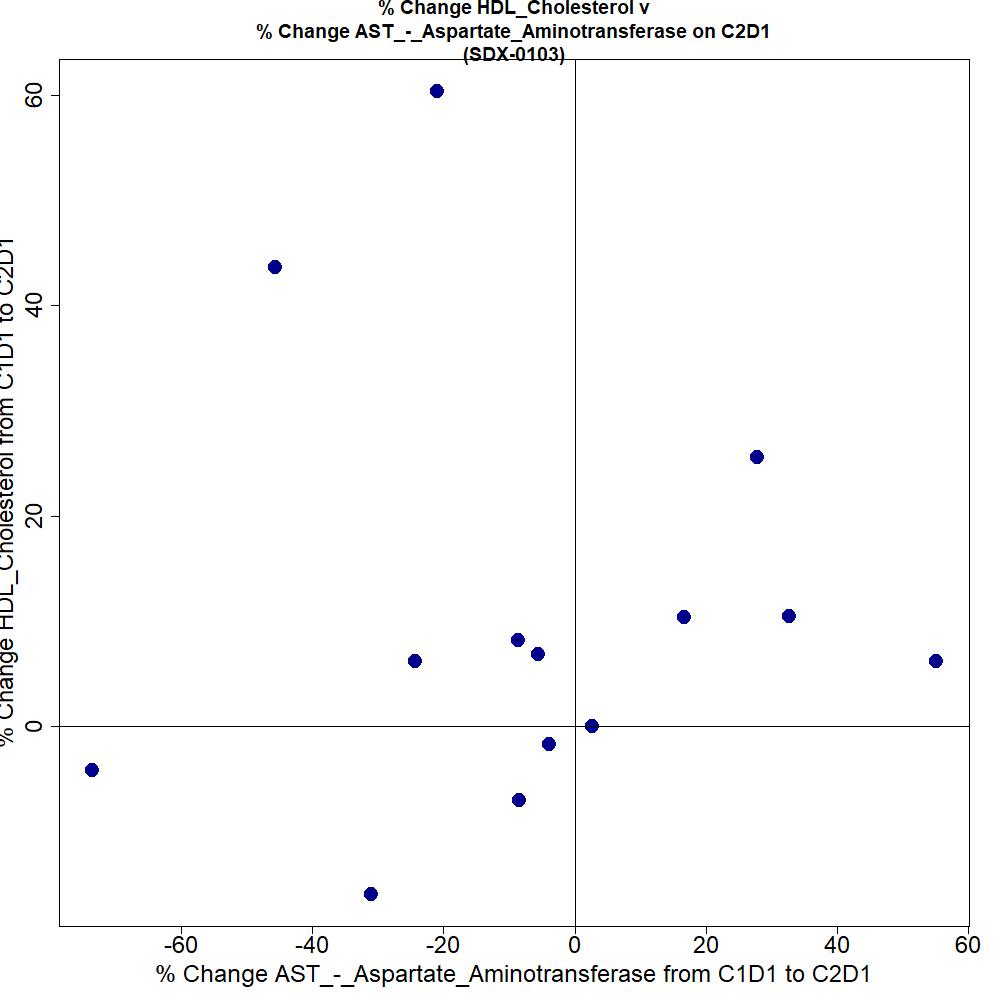 % Change HDL_Cholesterol v
% Change AST_-_Aspartate_Aminotransferase on C2D1
(SDX-0103)
% Change HDL_Cholesterol from C1D1 to C2D1
60
40
20
0
-60
-40
-20
0
20
40
60
% Change AST_-_Aspartate_Aminotransferase from C1D1 to C2D1